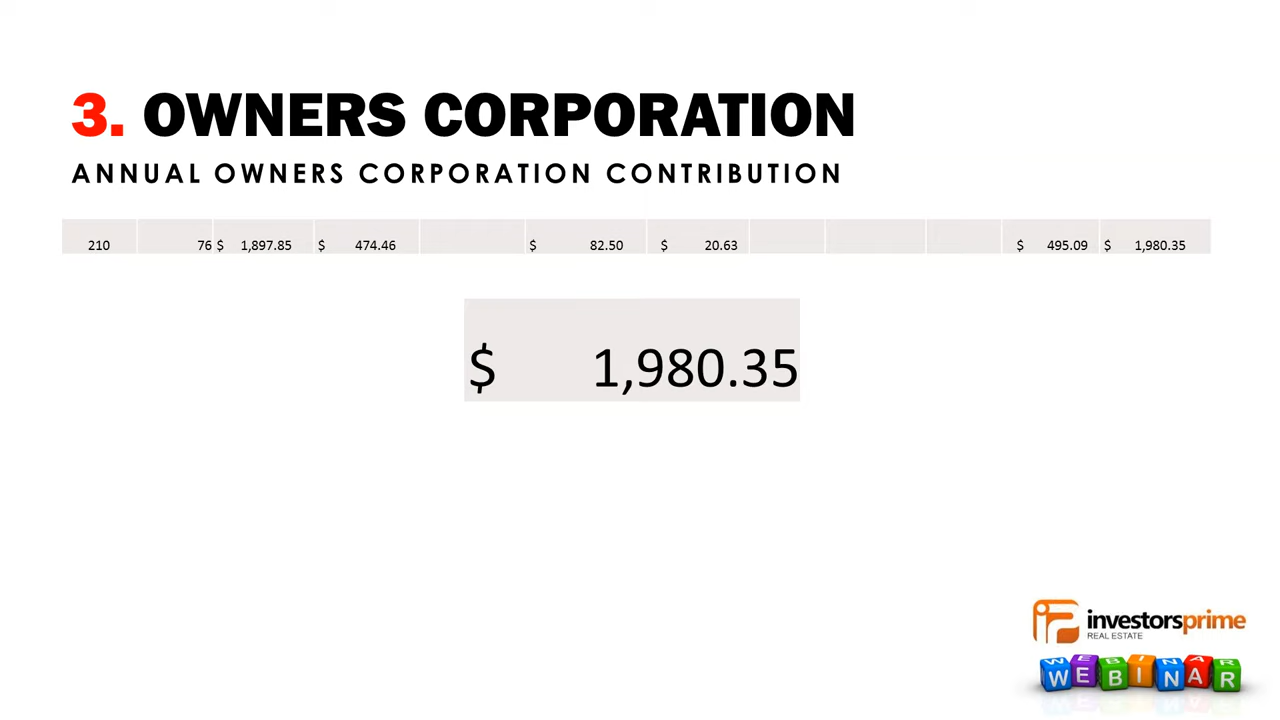 3. OWNERS CORPORATION
ANNUAL OWNERS CORPORATION CONTRIBUTION
210 76 $ 1,897.85 $ 474.46 $ 82.50 $ 20.63 $ 495.09 $ 1,980.35
$ 1,980.35
investorsprime
REAL ESTATE
WEBINAR